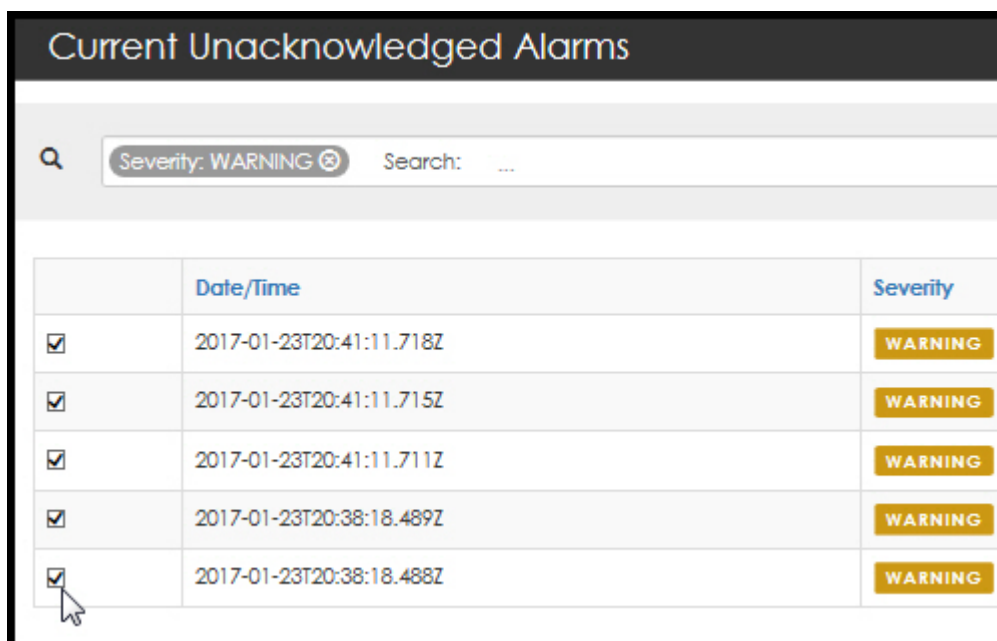 Current Unacknowledged Alarms
Severity: WARNING Search: ...
Date/Time Severity
2017-01-23T20:41:11.718Z WARNING
2017-01-23T20:41:11.715Z WARNING
2017-01-23T20:41:11.711Z WARNING
2017-01-23T20:38:18.489Z WARNING
2017-01-23T20:38:18.488Z WARNING